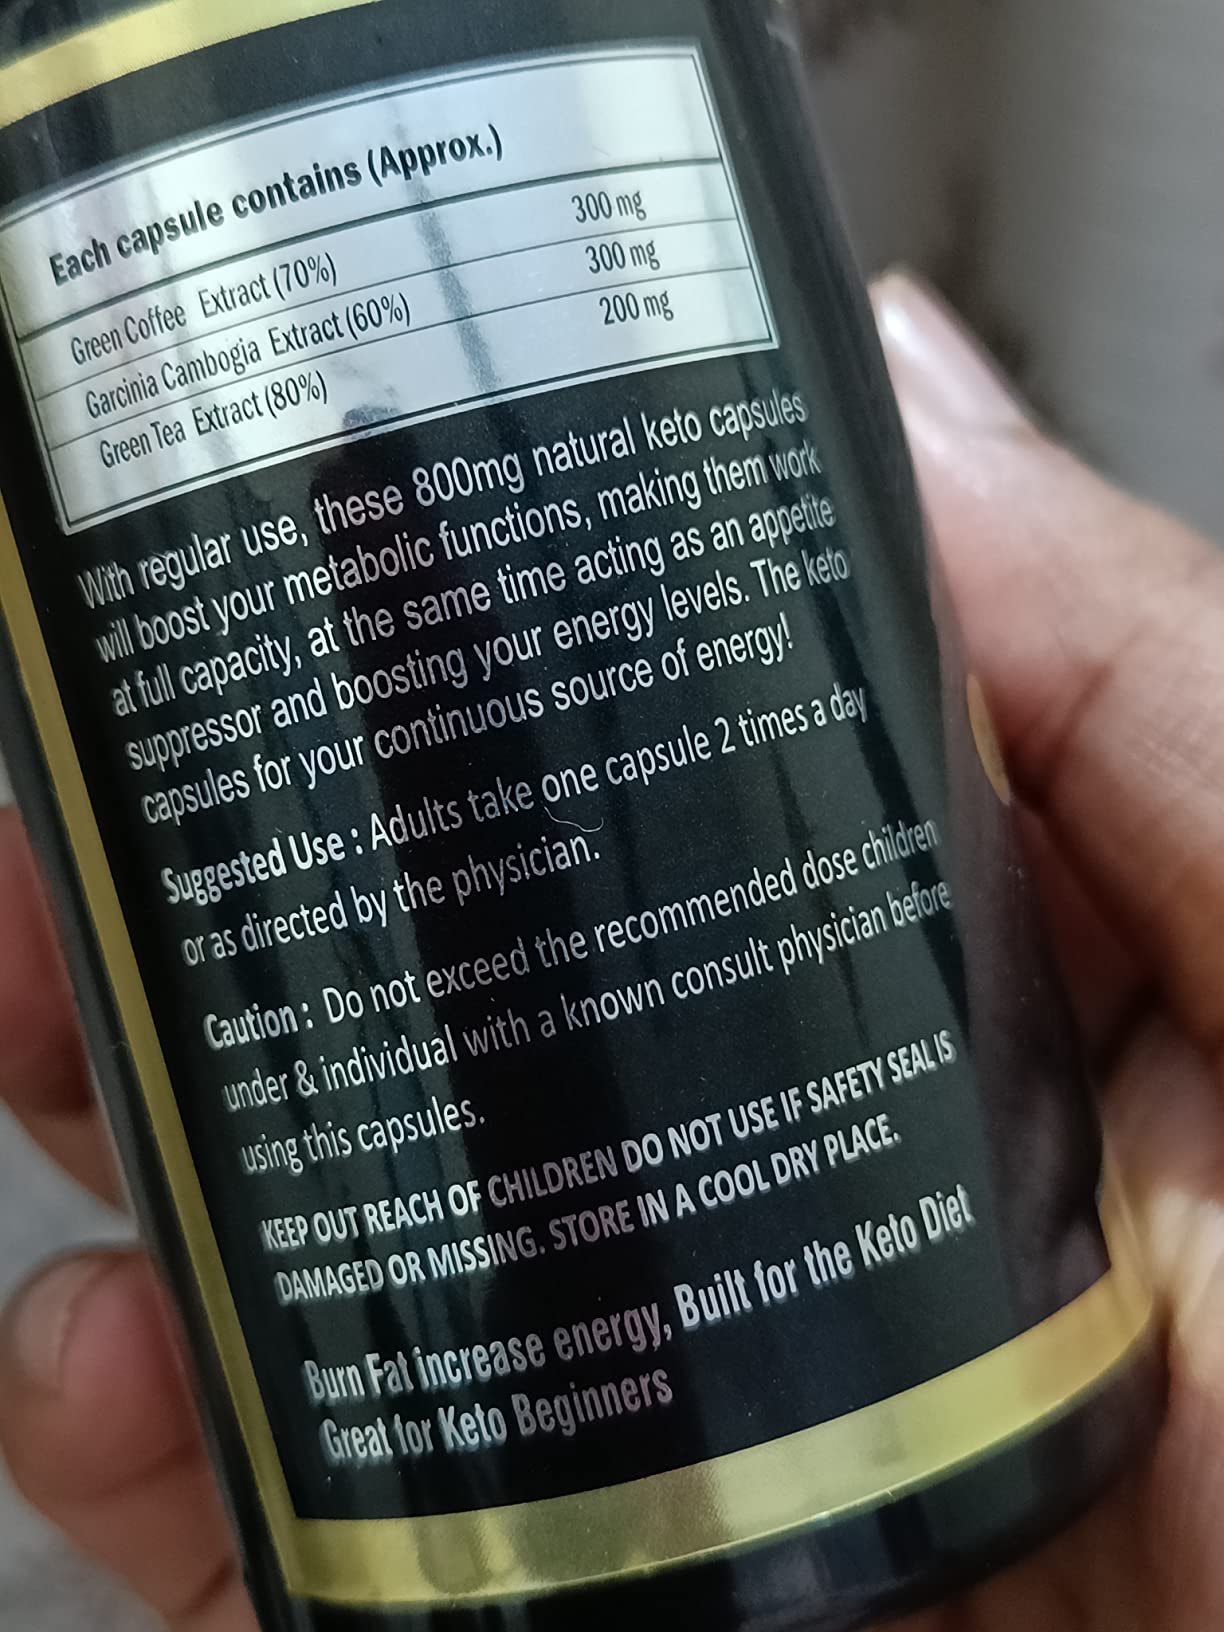 Each capsule contains (Approx.)
Green Coffee Extract (70%) 300 mg
Garcinia Cambogia Extract (60%) 300 mg
Green Tea Extract (80%) 200 mg
With regular use, these 800mg natural keto capsules
will boost your metabolic functions, making them work
at full capacity, at the same time acting as an appetite
suppressor and boosting your energy levels. The keto
capsules for your continuous source of energy!
Suggested Use : Adults take one capsule 2 times a day
or as directed by the physician.
Caution : Do not exceed the recommended dose children
under & individual with a known consult physician before
using this capsules.
KEEP OUT REACH OF CHILDREN DO NOT USE IF SAFETY SEAL IS
DAMAGED OR MISSING. STORE IN A COOL DRY PLACE.
Burn Fat increase energy, Built for the Keto Diet
Great for Keto Beginners